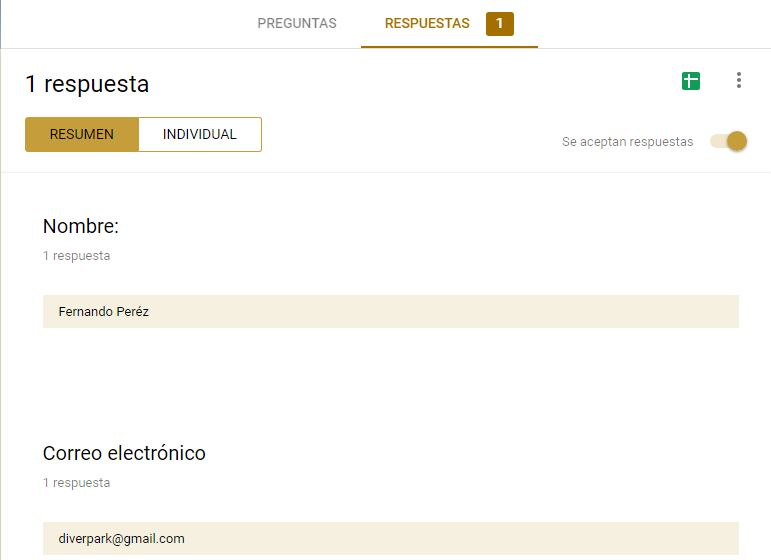 PREGUNTAS RESPUESTAS 1
1 respuesta
RESUMEN INDIVIDUAL
Se aceptan respuestas
Nombre:
1 respuesta
Fernando Peréz
Correo electrónico
1 respuesta
diverpark@gmail.com